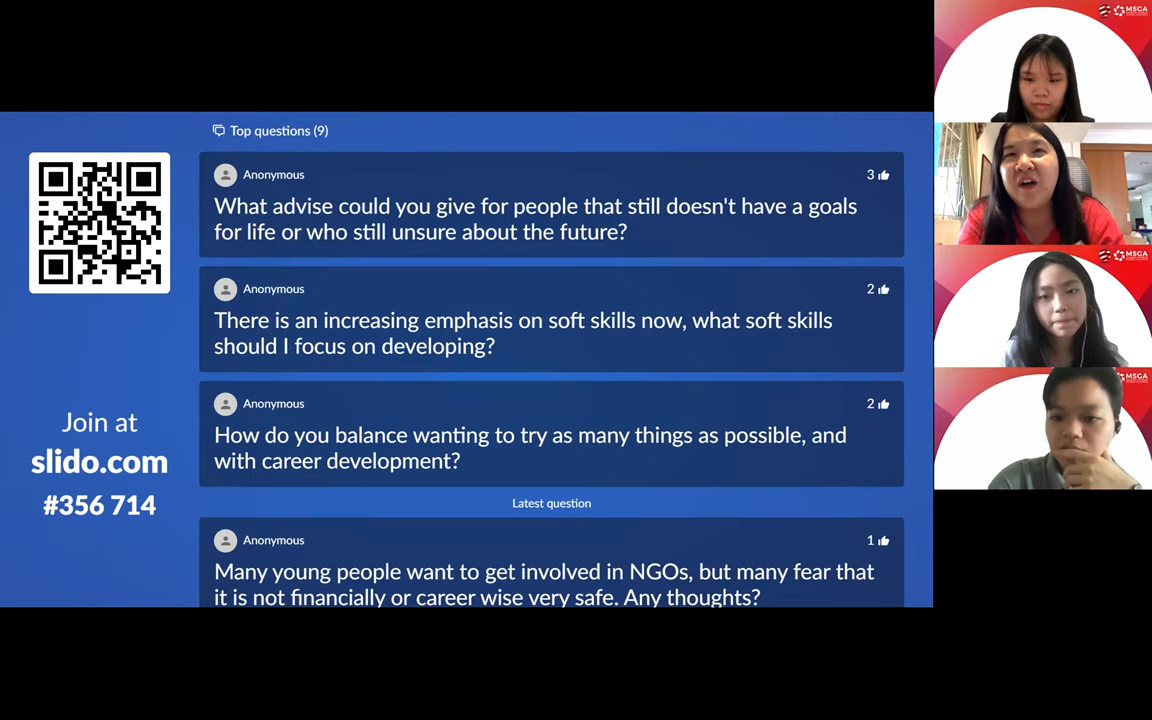 Top questions (9)
Anonymous
3
What advise could you give for people that still doesn't have a goals
for life or who still unsure about the future?
Anonymous
2
There is an increasing emphasis on soft skills now, what soft skills
should I focus on developing?
Anonymous
2
How do you balance wanting to try as many things as possible, and
with career development?
Latest question
Anonymous
1
Many young people want to get involved in NGOs, but many fear that
it is not financially or career wise very safe. Any thoughts?
Join at
slido.com
#356 714
MSGA
MSGA
MSGA